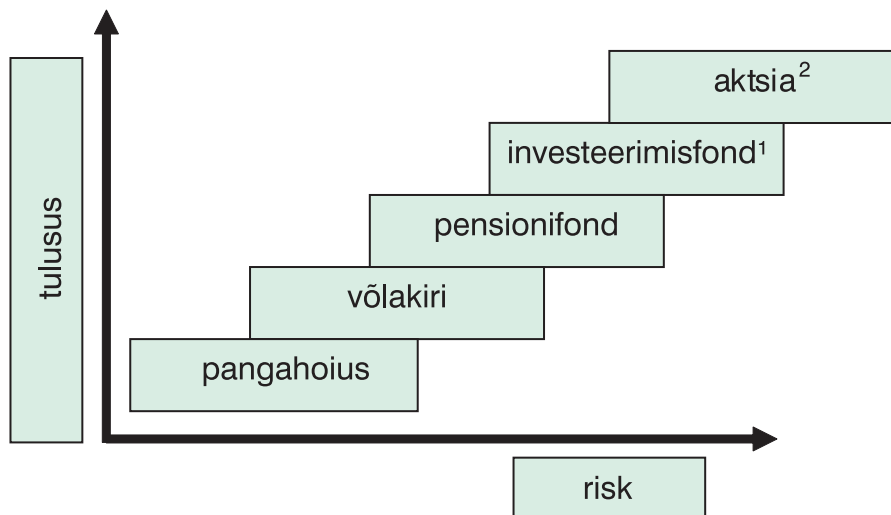 aktsia²
investeerimisfond¹
pensionifond
võlakiri
pangahoius
tulusus
risk